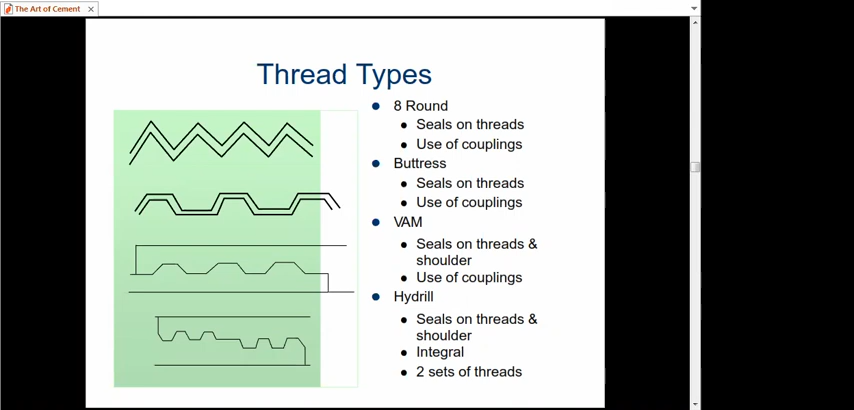 The Art of Cement
Thread Types
8 Round
Seals on threads
Use of couplings
Buttress
Seals on threads
Use of couplings
VAM
Seals on threads &
shoulder
Use of couplings
Hydrill
Seals on threads &
shoulder
Integral
2 sets of threads